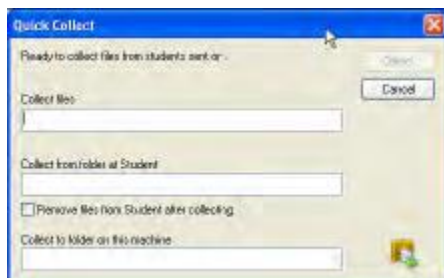 Quick Collect
Ready to collect files from students sent or -
Collect
Cancel
Collect files
Collect from folder at Student
Remove files from Student after collecting
Collect to folder on this machine